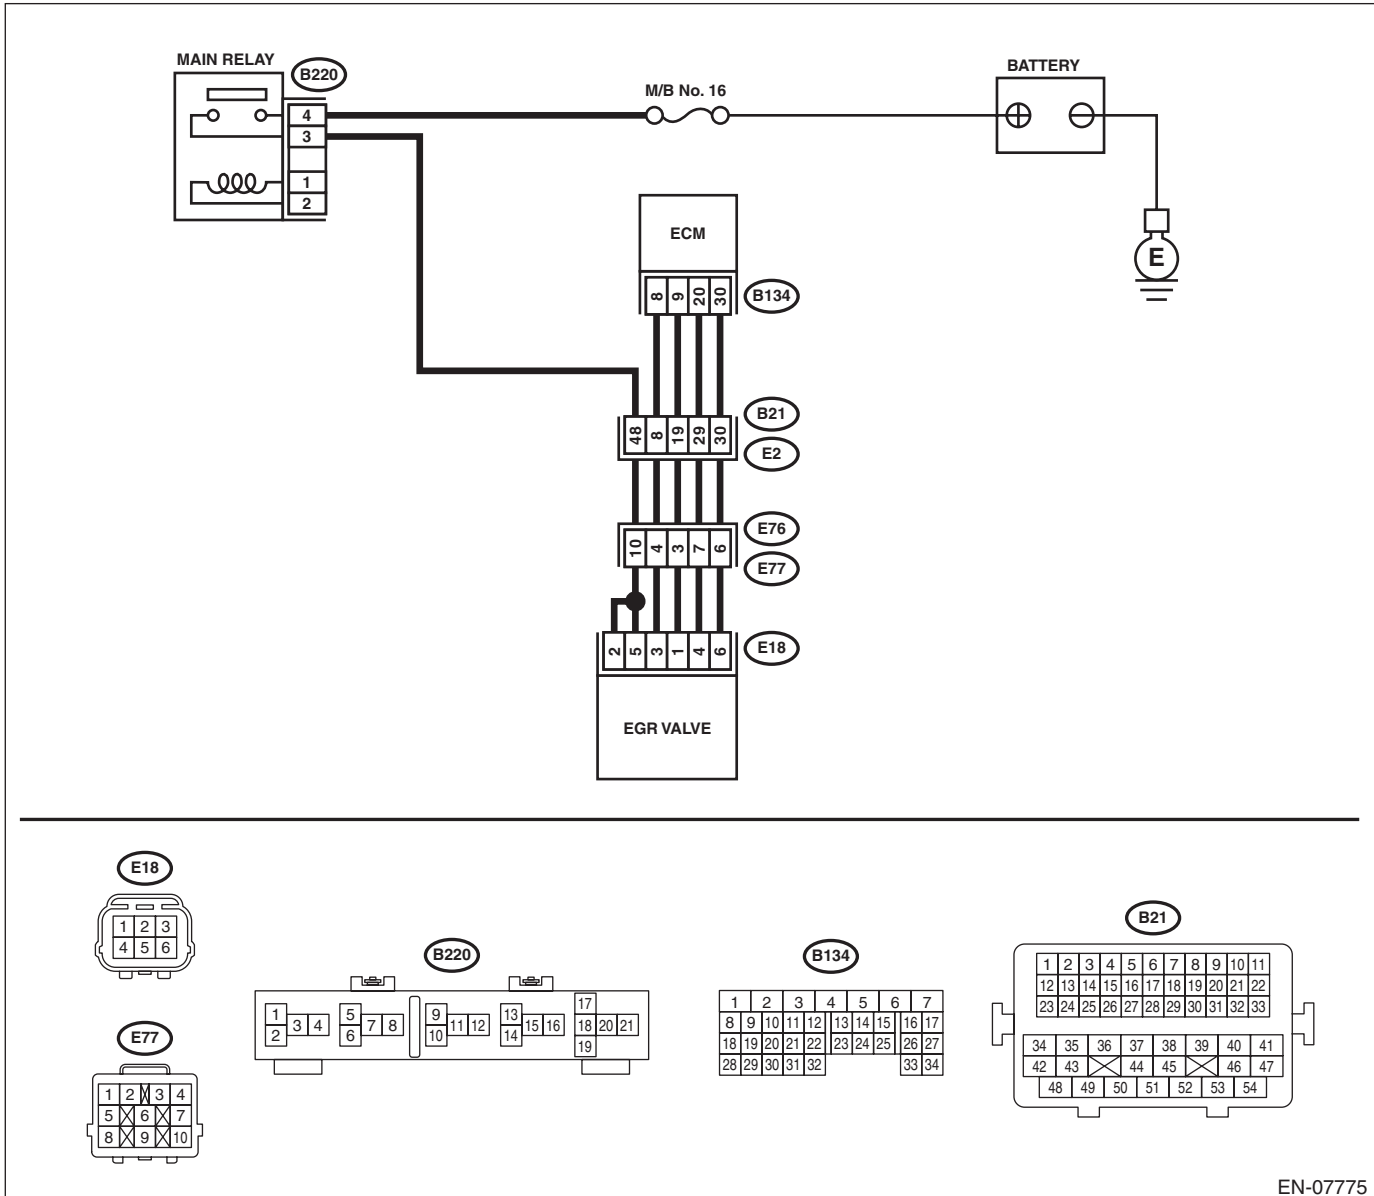 MAIN RELAY
B220
BATTERY
M/B No. 16
4
3
1
2
ECM
E
8 9 20 30
B134
B21
48 8 19 29 30
E2
E76
10 4 3 7 6
E77
2 5 3 1 4 6
E18
EGR VALVE
E18
1 2 3
4 5 6
B220
1 2 3 4
5 6 7 8
9 10 11 12
13 14 15 16
17 18 19 20 21
B134
1 2 3 4 5 6 7
8 9 10 11 12 13 14 15 16 17
18 19 20 21 22 23 24 25 26 27
28 29 30 31 32 33 34
B21
1 2 3 4 5 6 7 8 9 10 11
12 13 14 15 16 17 18 19 20 21 22
23 24 25 26 27 28 29 30 31 32 33
34 35 36 37 38 39 40 41
42 43 44 45 46 47
48 49 50 51 52 53 54
E77
1 2 3 4
5 6 7
8 9 10
EN-07775